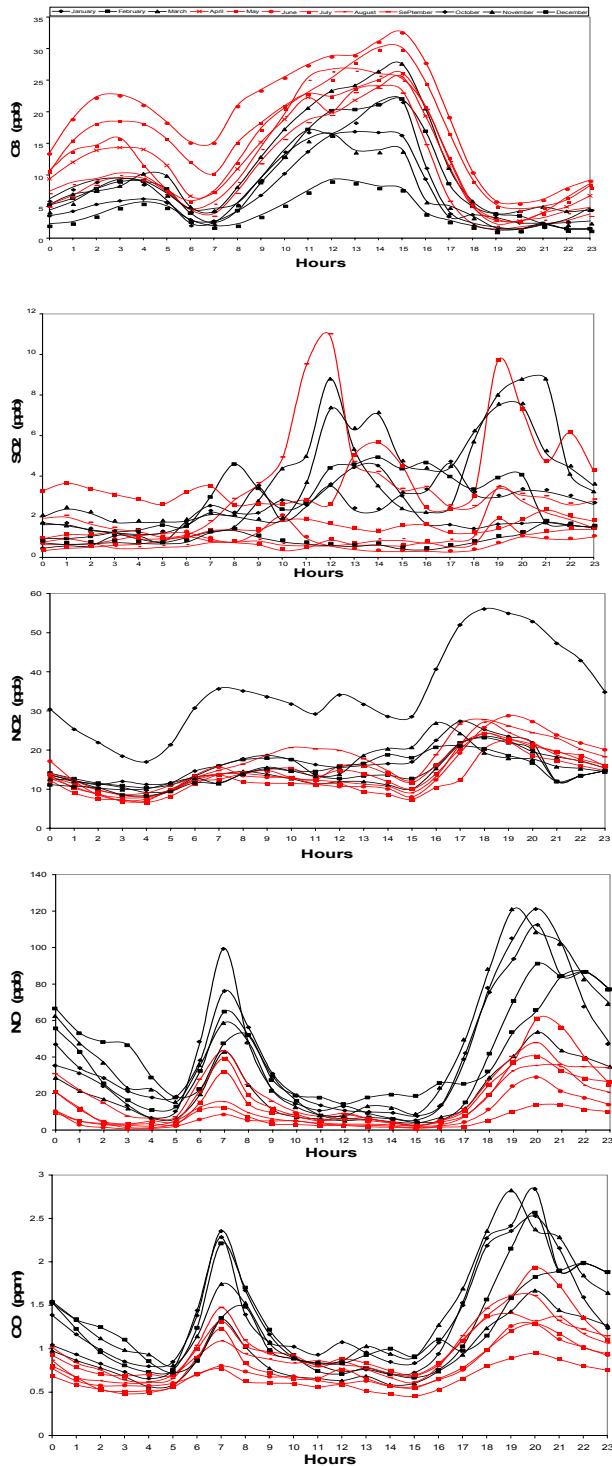 January February March April May June July August SePtember October November December
O3 (ppb)
35
30
25
20
15
10
5
0
0 1 2 3 4 5 6 7 8 9 10 11 12 13 14 15 16 17 18 19 20 21 22 23
Hours
SO2 (ppb)
12
10
8
6
4
2
0
0 1 2 3 4 5 6 7 8 9 10 11 12 13 14 15 16 17 18 19 20 21 22 23
Hours
NO2 (ppb)
60
50
40
30
20
10
0
0 1 2 3 4 5 6 7 8 9 10 11 12 13 14 15 16 17 18 19 20 21 22 23
Hours
NO (ppb)
140
120
100
80
60
40
20
0
0 1 2 3 4 5 6 7 8 9 10 11 12 13 14 15 16 17 18 19 20 21 22 23
Hours
CO (ppm)
3
2.5
2
1.5
1
0.5
0
0 1 2 3 4 5 6 7 8 9 10 11 12 13 14 15 16 17 18 19 20 21 22 23
Hours